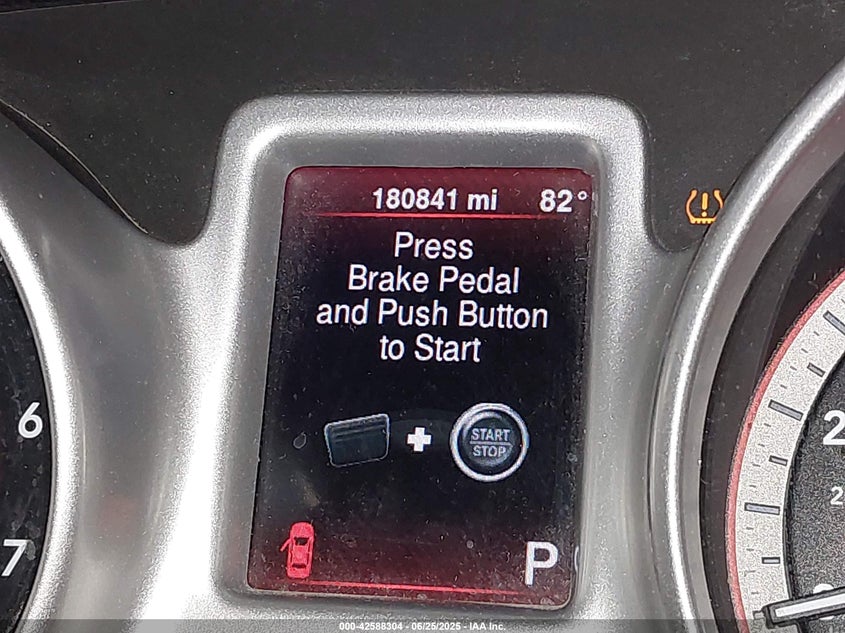 180841 mi 82°
Press
Brake Pedal
and Push Button
to Start
START
STOP
P
6
7
2
000-42588304 - 06/25/2025 - IAA Inc.